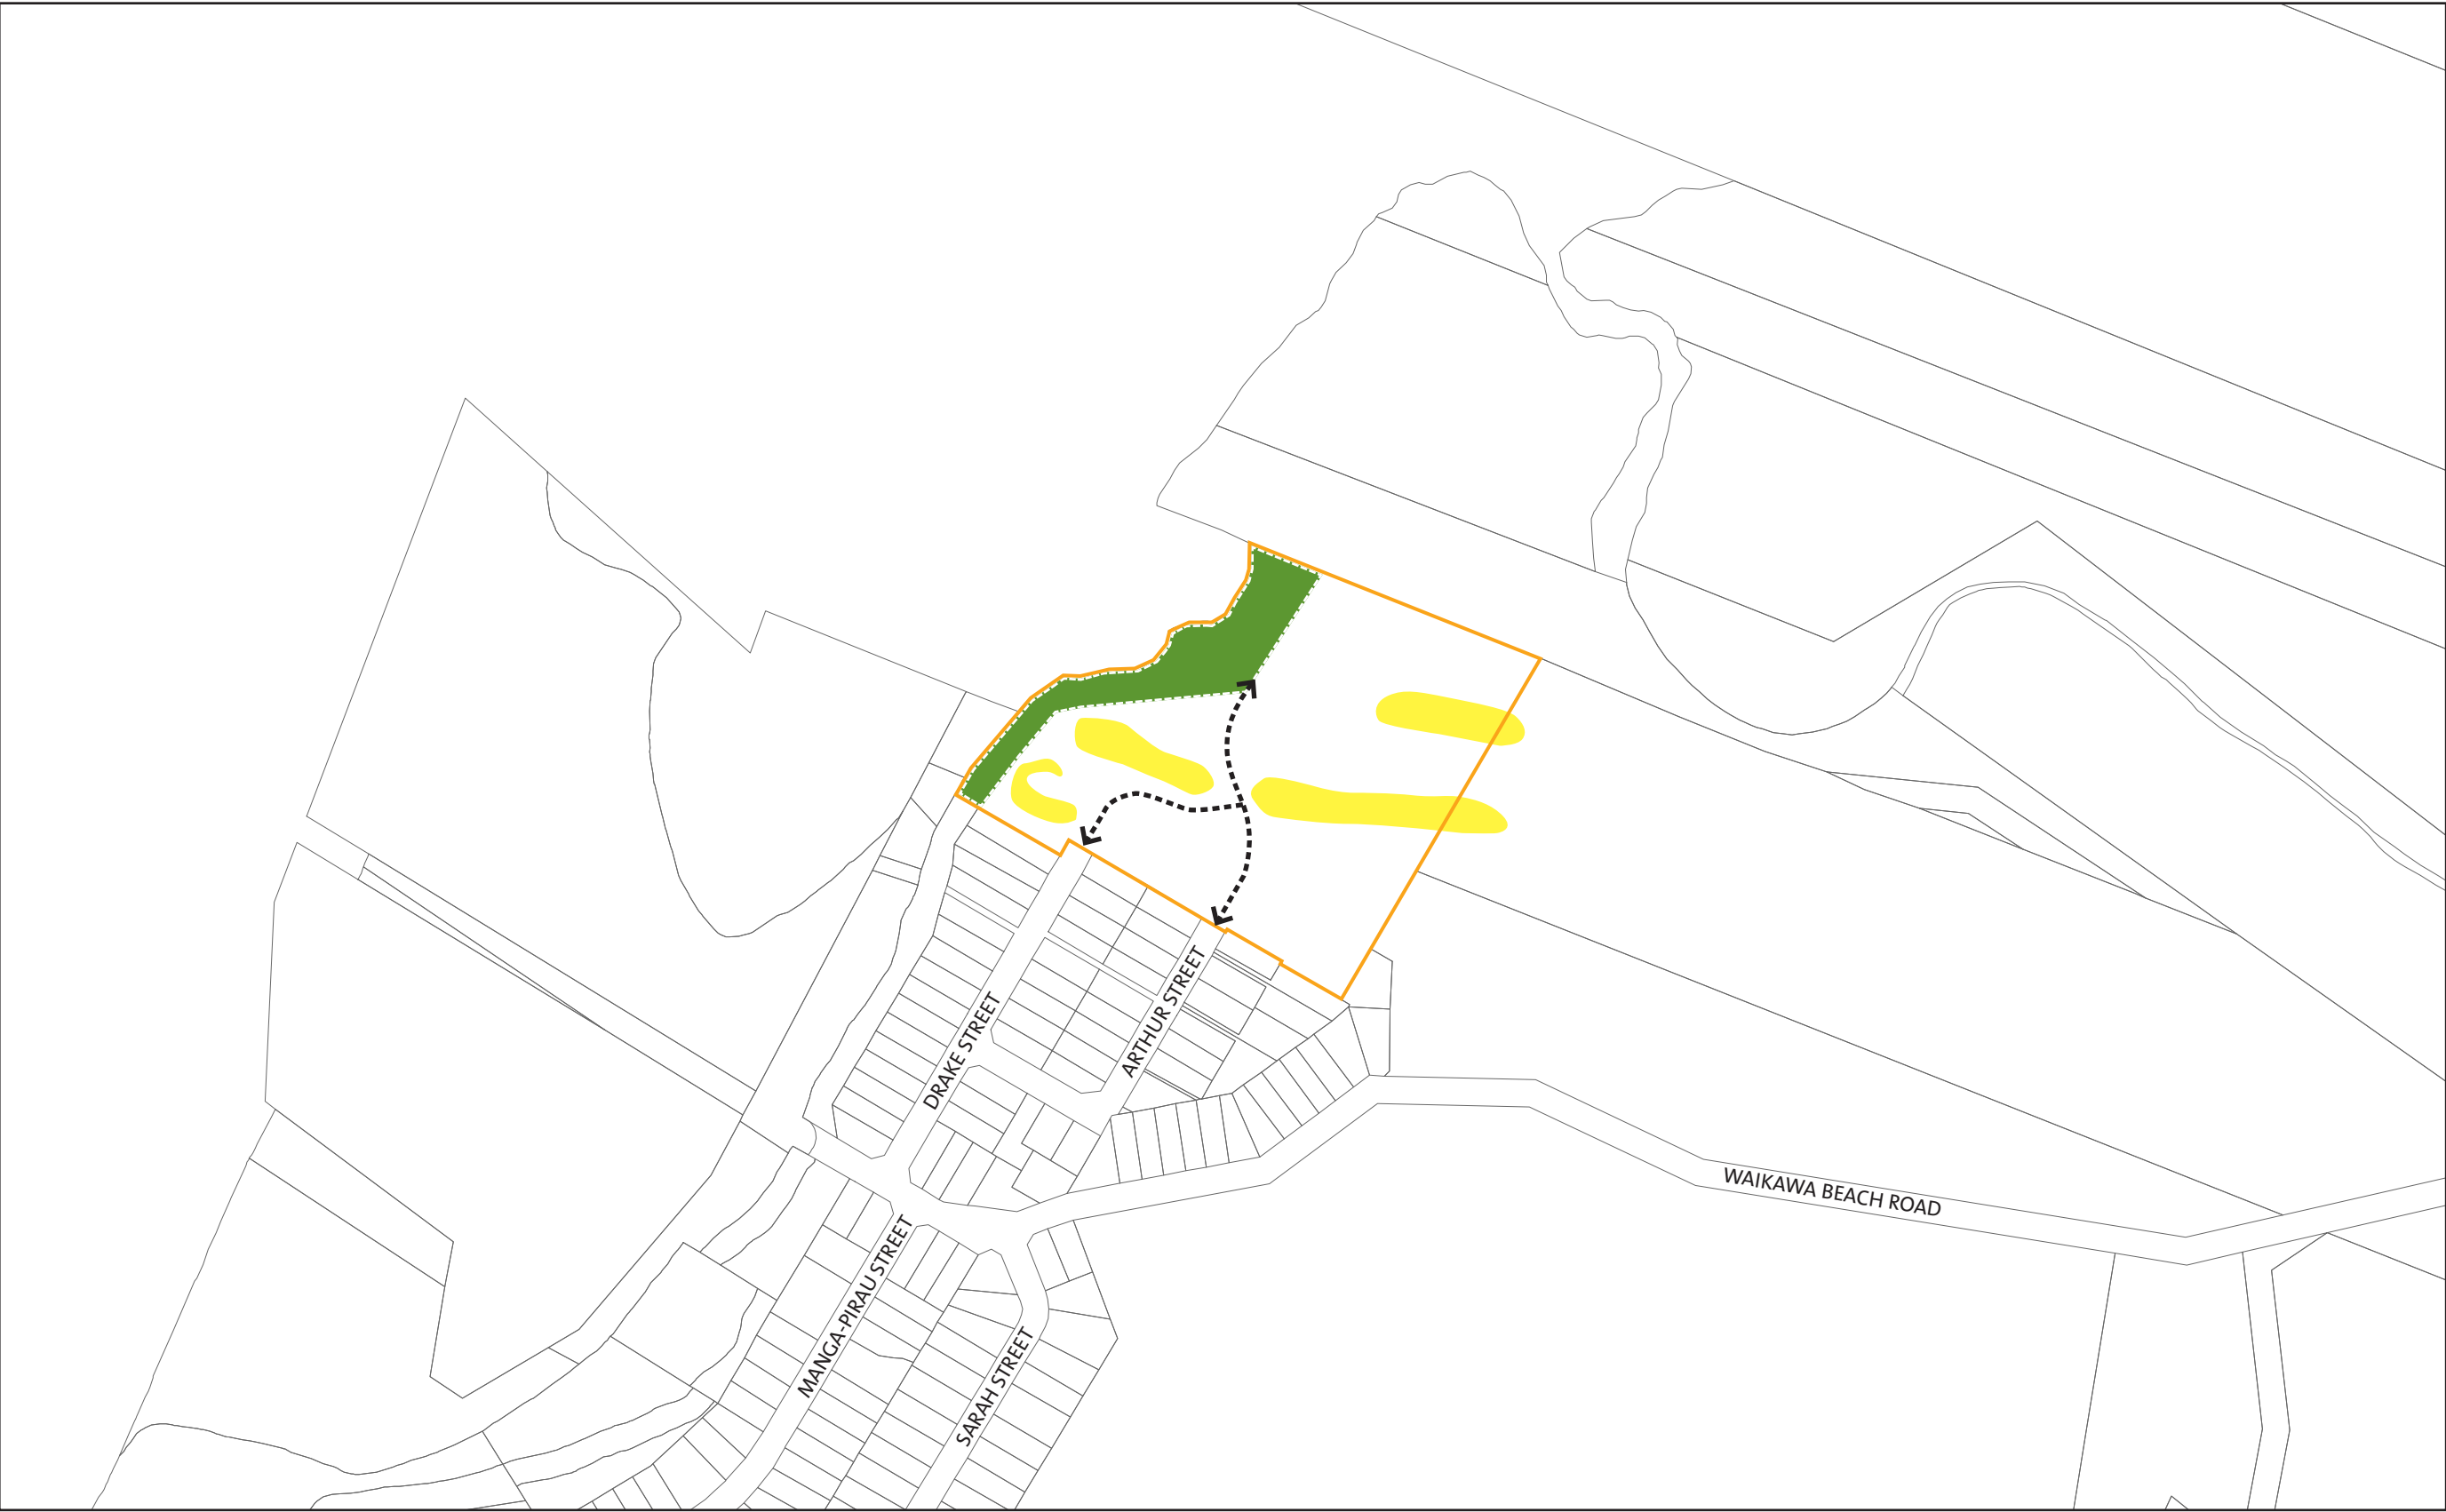 ARTHUR STREET
DRAKE STREET
WAIKAWA BEACH ROAD
MANGA-PIRAU STREET
SARAH STREET